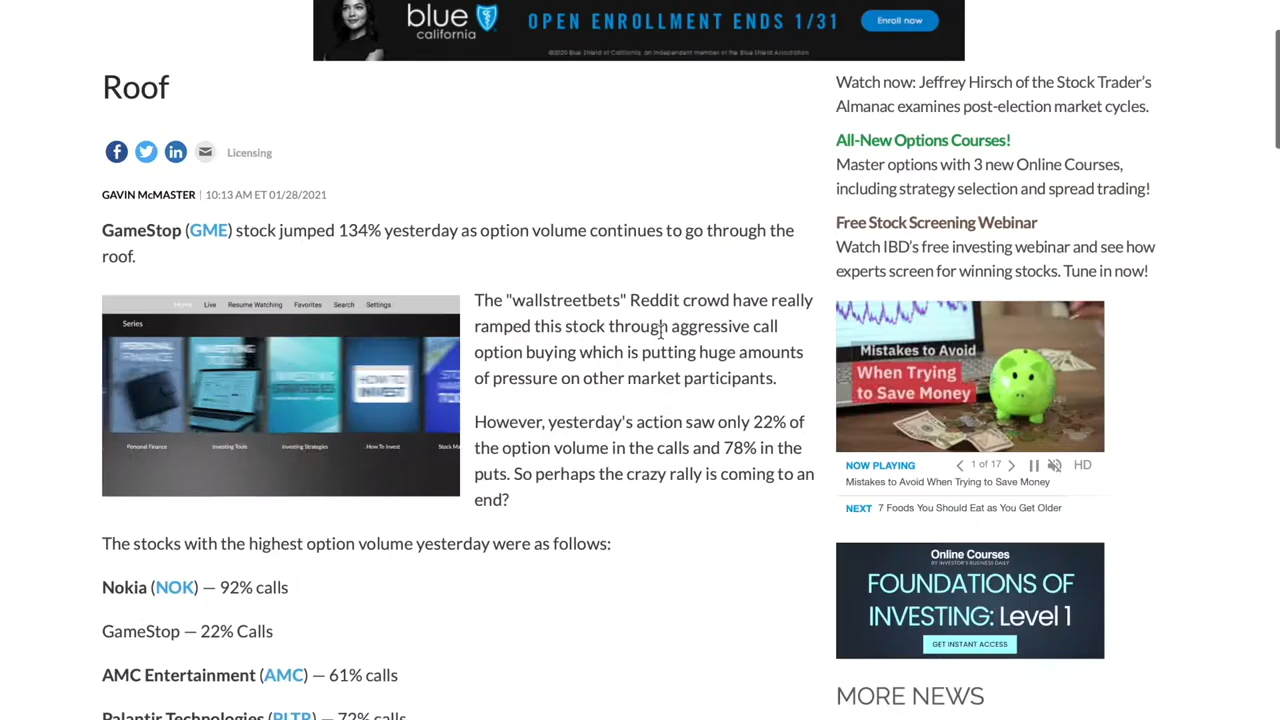 blue
california
OPEN ENROLLMENT ENDS 1/31
Enroll now
©2020 Blue Shield of California, an independent member of the Blue Shield Association
Roof
Licensing
GAVIN McMASTER | 10:13 AM ET 01/28/2021
GameStop (GME) stock jumped 134% yesterday as option volume continues to go through the
roof.
Home Live Resume Watching Favorites Search Settings
Series
HOW TO
INVEST
Personal Finance
Investing Tools
Investing Strategies
How To Invest
The "wallstreetbets" Reddit crowd have really
ramped this stock through aggressive call
option buying which is putting huge amounts
of pressure on other market participants.
However, yesterday's action saw only 22% of
the option volume in the calls and 78% in the
puts. So perhaps the crazy rally is coming to an
end?
The stocks with the highest option volume yesterday were as follows:
Nokia (NOK) — 92% calls
GameStop — 22% Calls
AMC Entertainment (AMC) — 61% calls
Palantir Technologies (PLTR) — 72% calls
Watch now: Jeffrey Hirsch of the Stock Trader's
Almanac examines post-election market cycles.
All-New Options Courses!
Master options with 3 new Online Courses,
including strategy selection and spread trading!
Free Stock Screening Webinar
Watch IBD's free investing webinar and see how
experts screen for winning stocks. Tune in now!
Mistakes to Avoid
When Trying
to Save Money
NOW PLAYING 1 of 17 HD
Mistakes to Avoid When Trying to Save Money
NEXT 7 Foods You Should Eat as You Get Older
Online Courses
BY INVESTOR'S BUSINESS DAILY
FOUNDATIONS OF
INVESTING: Level 1
GET INSTANT ACCESS
MORE NEWS